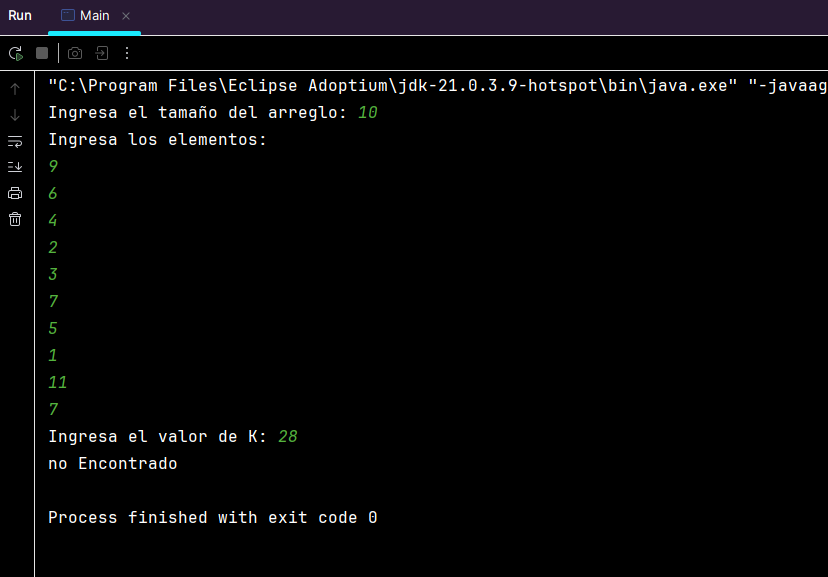 Run Main
"C:\Program Files\Eclipse Adoptium\jdk-21.0.3.9-hotspot\bin\java.exe" "-javaag
Ingresa el tamaño del arreglo: 10
Ingresa los elementos:
9
6
4
2
3
7
5
1
11
7
Ingresa el valor de K: 28
no Encontrado
Process finished with exit code 0